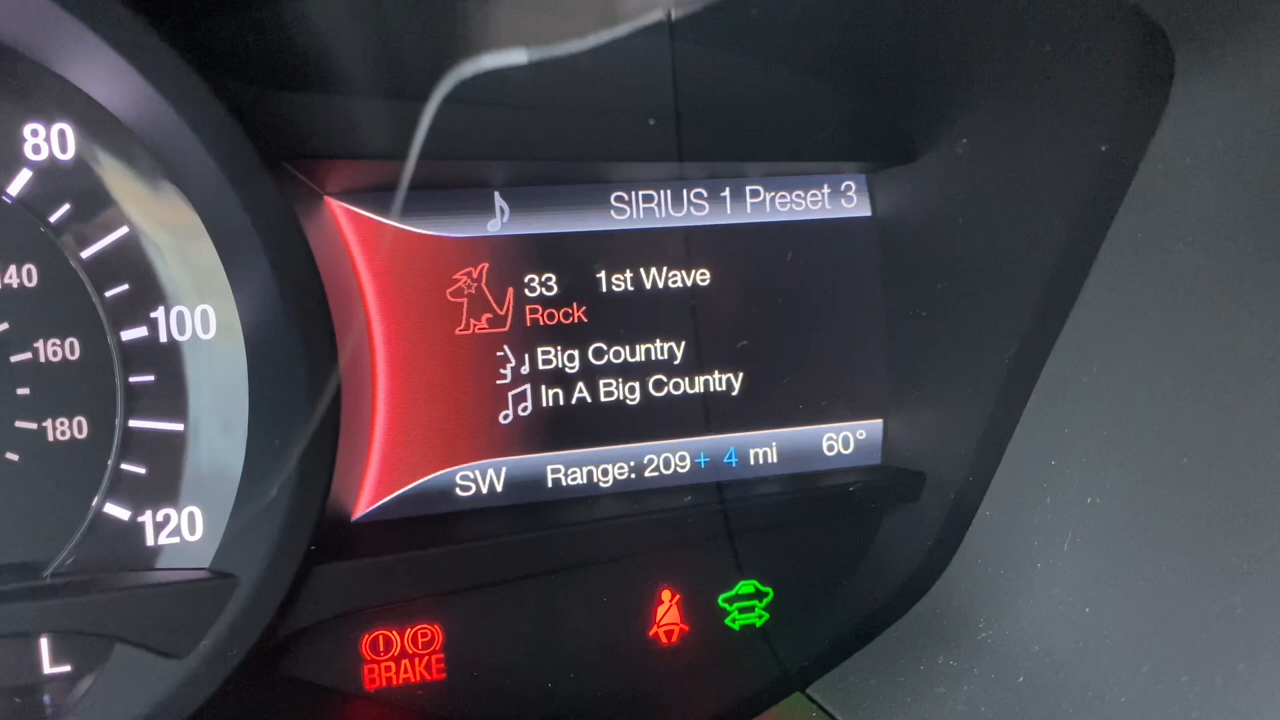 80
100
120
140
160
180
L
SIRIUS 1 Preset 3
33 1st Wave
Rock
Big Country
In A Big Country
SW Range: 209 + 4 mi 60°
(!) (P)
BRAKE